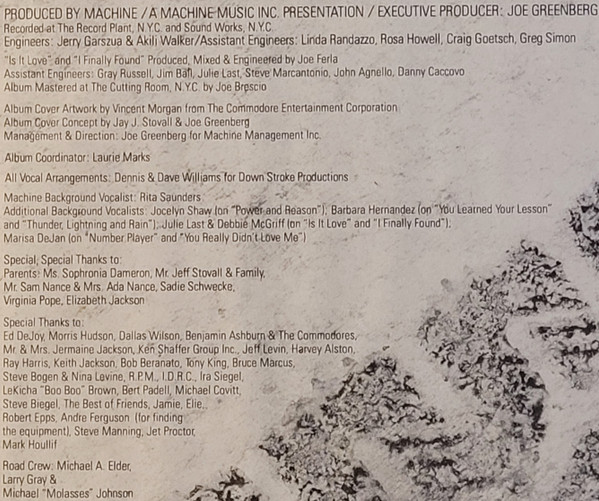 PRODUCED BY MACHINE / A MACHINE MUSIC INC. PRESENTATION / EXECUTIVE PRODUCER: JOE GREENBERG
Recorded at The Record Plant, N.Y.C. and Sound Works, N.Y.C.
Engineers: Jerry Garszua & Akili Walker/Assistant Engineers: Linda Randazzo, Rosa Howell, Craig Goetsch, Greg Simon
"Is It Love" and "I Finally Found" Produced, Mixed & Engineered by Joe Ferla
Assistant Engineers: Gray Russell, Jim Ball, Julie Last, Steve Marcantonio, John Agnello, Danny Caccovo
Album Mastered at The Cutting Room, N.Y.C. by Joe Brescio
Album Cover Artwork by Vincent Morgan from The Commodore Entertainment Corporation
Album Cover Concept by Jay J. Stovall & Joe Greenberg
Management & Direction: Joe Greenberg for Machine Management Inc.
Album Coordinator: Laurie Marks
All Vocal Arrangements: Dennis & Dave Williams for Down Stroke Productions
Machine Background Vocalist: Rita Saunders
Additional Background Vocalists: Jocelyn Shaw (on "Power and Reason"), Barbara Hernandez (on "You Learned Your Lesson"
and "Thunder, Lightning and Rain"); Julie Last & Debbie McGriff (on "Is It Love" and "I Finally Found");
Marisa DeJan (on "Number Player" and "You Really Didn't Love Me")
Special, Special Thanks to:
Parents: Ms. Sophronia Dameron, Mr. Jeff Stovall & Family,
Mr. Sam Nance & Mrs. Ada Nance, Sadie Schwecke,
Virginia Pope, Elizabeth Jackson
Special Thanks to:
Ed DeJoy, Morris Hudson, Dallas Wilson, Benjamin Ashburn & The Commodores,
Mr. & Mrs. Jermaine Jackson, Ken Shaffer Group Inc., Jeff Levin, Harvey Alston,
Ray Harris, Keith Jackson, Bob Beranato, Tony King, Bruce Marcus,
Steve Bogen & Nina Levine, R.P.M., I.D.R.C., Ira Siegel,
LeKicha "Boo Boo" Brown, Bert Padell, Michael Covitt,
Steve Biegel, The Best of Friends, Jamie, Elie,
Robert Epps, Andre Ferguson (for finding
the equipment), Steve Manning, Jet Proctor,
Mark Houllif
Road Crew: Michael A. Elder,
Larry Gray &
Michael "Molasses" Johnson